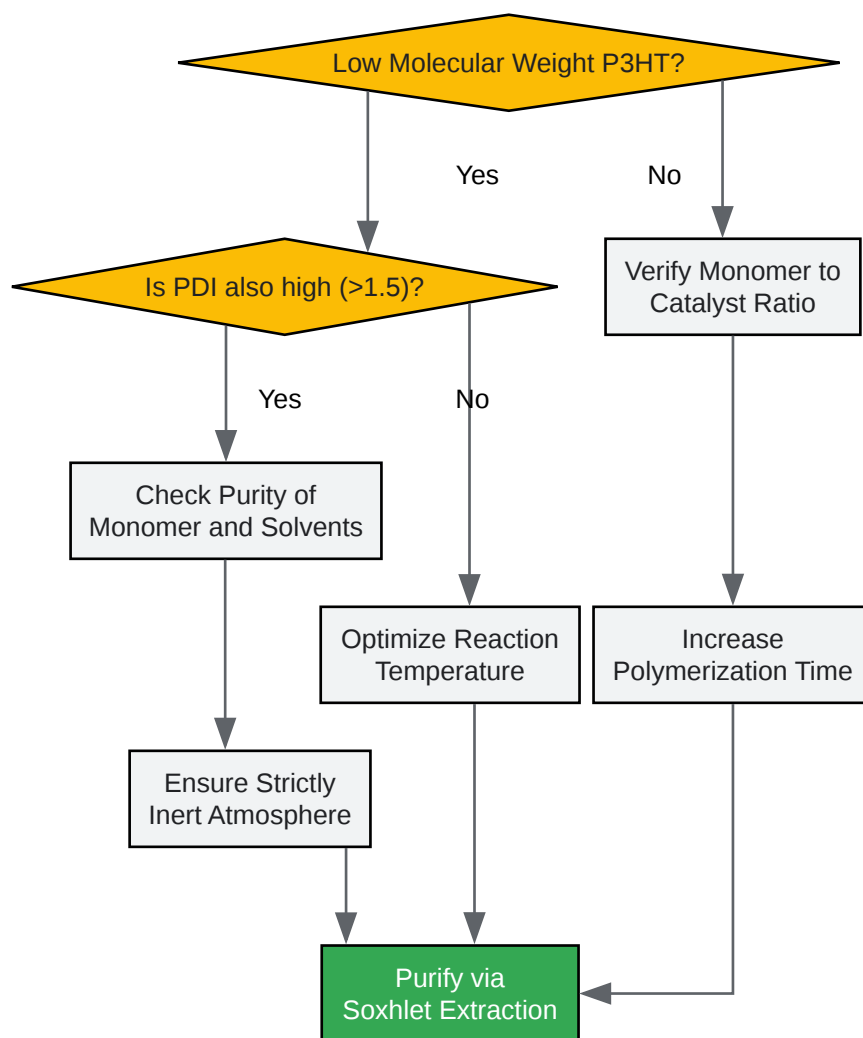 Low Molecular Weight P3HT?
Yes
No
Is PDI also high (>1.5)?
Verify Monomer to
Catalyst Ratio
Yes
No
Check Purity of
Monomer and Solvents
Optimize Reaction
Temperature
Increase
Polymerization Time
Ensure Strictly
Inert Atmosphere
Purify via
Soxhlet Extraction